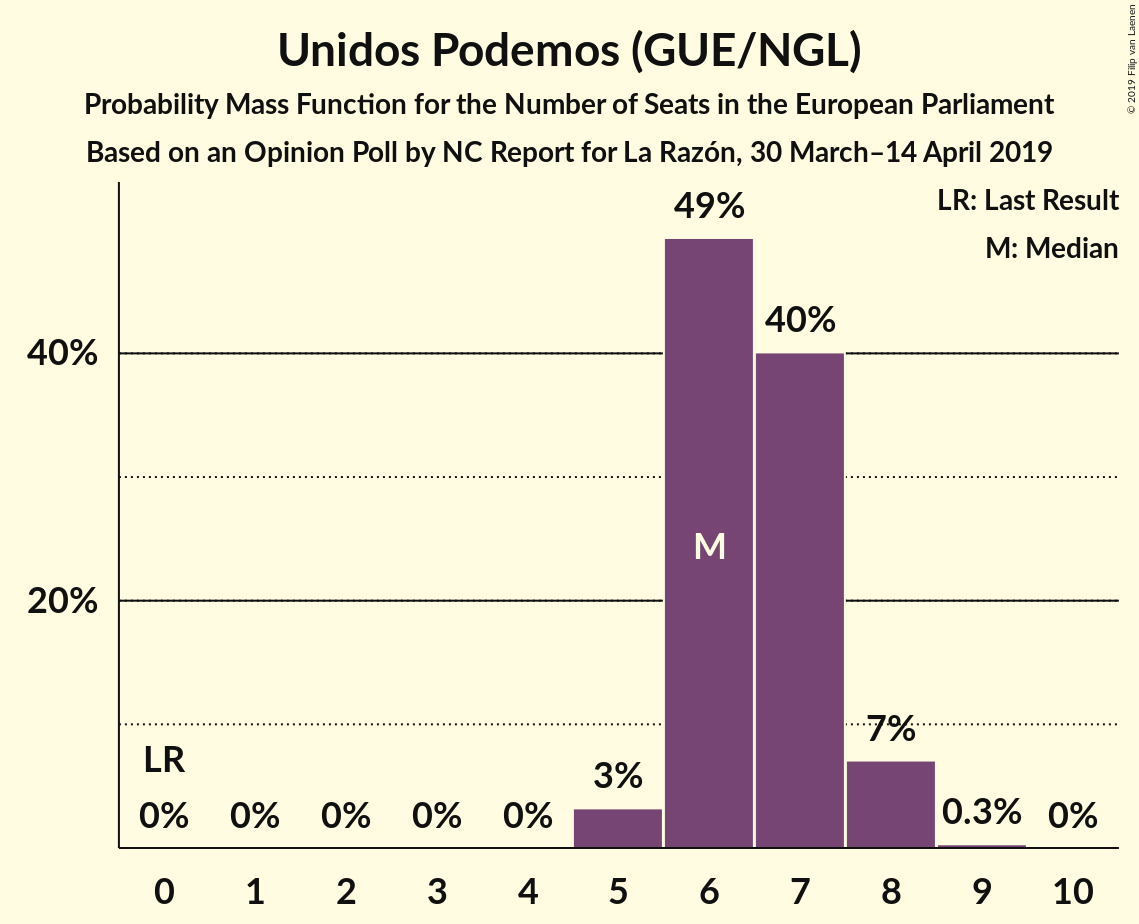 Unidos Podemos (GUE/NGL)
Probability Mass Function for the Number of Seats in the European Parliament
Based on an Opinion Poll by NC Report for La Razón, 30 March–14 April 2019
© 2019 Filip van Laenen
LR: Last Result
M: Median
49%
40%
40%
M
20%
LR
7%
3%
0% 0% 0% 0% 0% 0.3% 0%
0 1 2 3 4 5 6 7 8 9 10